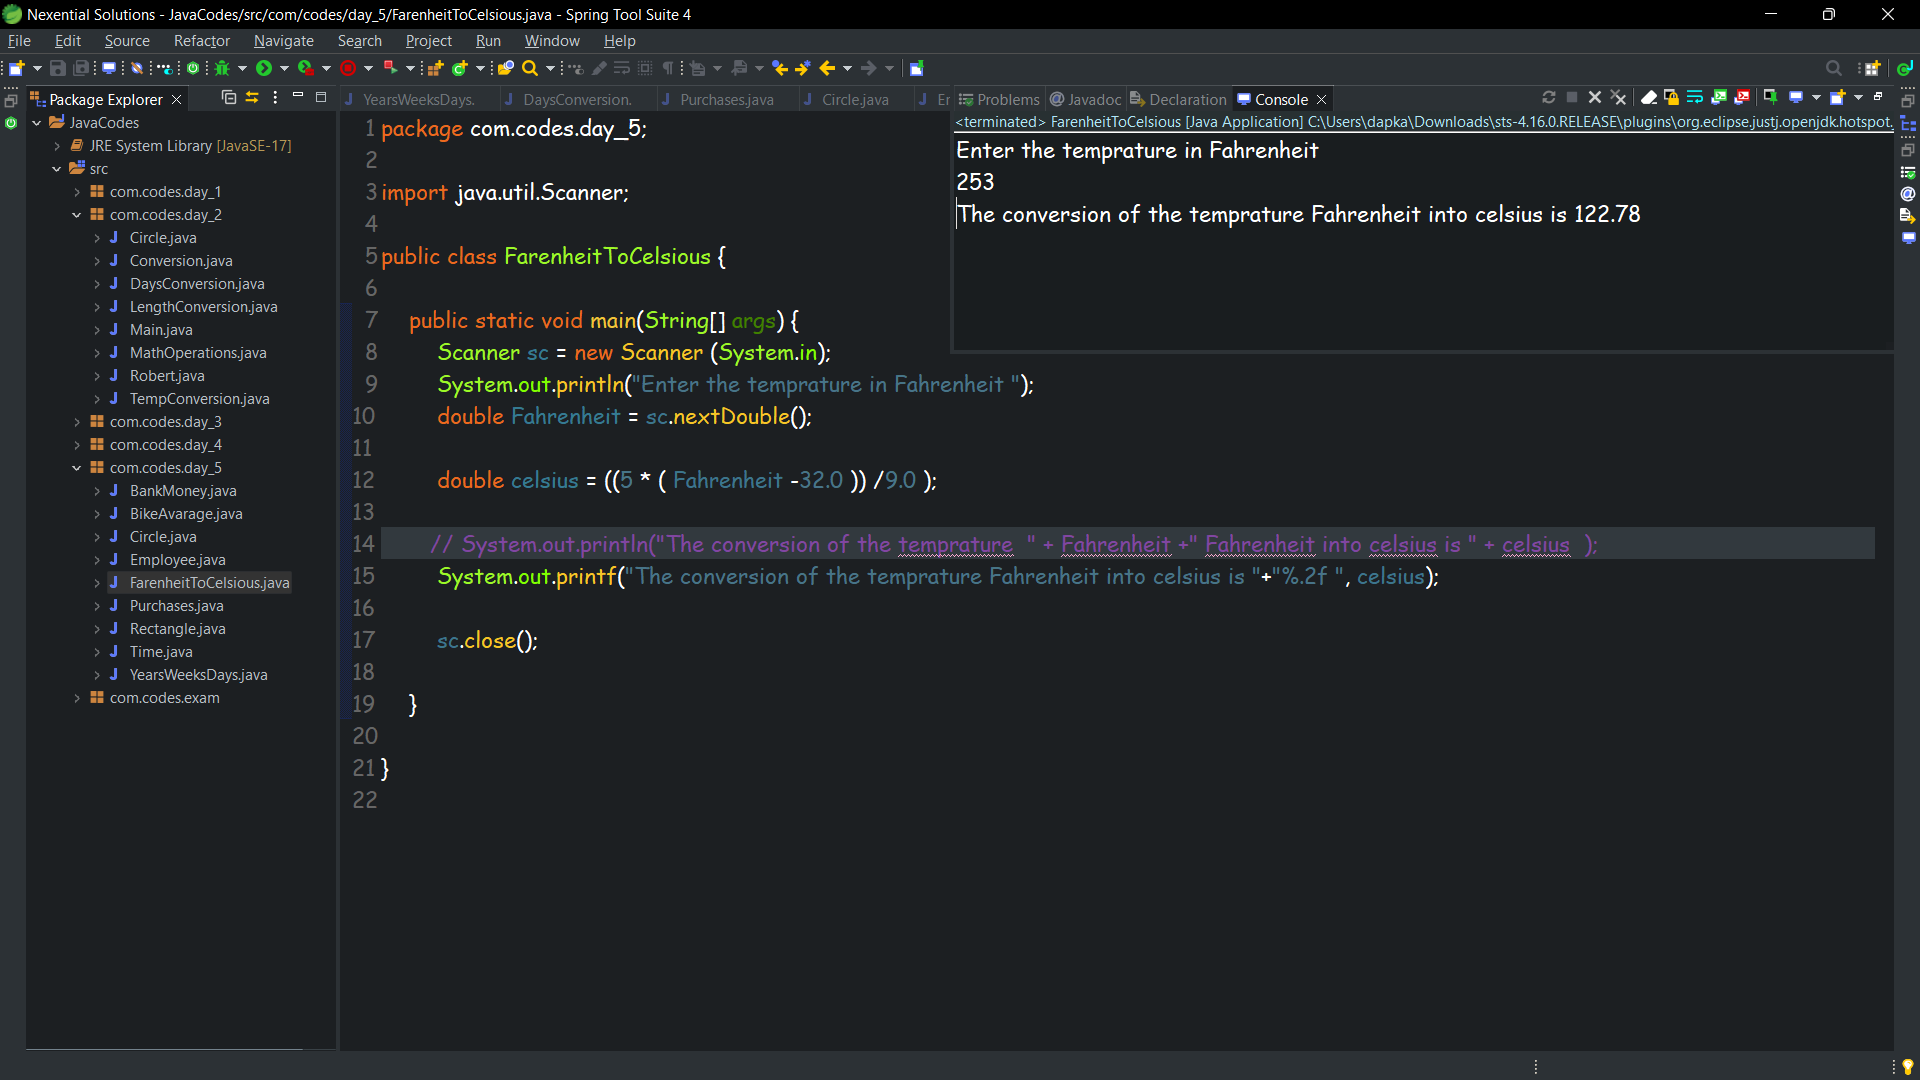 Nexential Solutions - JavaCodes/src/com/codes/day_5/FarenheitToCelsious.java - Spring Tool Suite 4
File Edit Source Refactor Navigate Search Project Run Window Help
Package Explorer
JavaCodes
JRE System Library [JavaSE-17]
src
com.codes.day_1
com.codes.day_2
Circle.java
Conversion.java
DaysConversion.java
LengthConversion.java
Main.java
MathOperations.java
Robert.java
TempConversion.java
com.codes.day_3
com.codes.day_4
com.codes.day_5
BankMoney.java
BikeAvarage.java
Circle.java
Employee.java
FarenheitToCelsious.java
Purchases.java
Rectangle.java
Time.java
YearsWeeksDays.java
com.codes.exam
YearsWeeksDays. DaysConversion. Purchases.java Circle.java Er
1 package com.codes.day_5;
2
3 import java.util.Scanner;
4
5 public class FarenheitToCelsious {
6
7 public static void main(String[] args) {
8 Scanner sc = new Scanner (System.in);
9 System.out.println("Enter the temprature in Fahrenheit ");
10 double Fahrenheit = sc.nextDouble();
11
12 double celsius = ((5 * ( Fahrenheit -32.0 )) /9.0 );
13
14 // System.out.println("The conversion of the temprature  " + Fahrenheit +" Fahrenheit into celsius is " + celsius  );
15 System.out.printf("The conversion of the temprature Fahrenheit into celsius is "+"%.2f ", celsius);
16
17 sc.close();
18
19 }
20
21 }
22
Problems Javadoc Declaration Console
<terminated> FarenheitToCelsious [Java Application] C:\Users\dapka\Downloads\sts-4.16.0.RELEASE\plugins\org.eclipse.justj.openjdk.hotspot.
Enter the temprature in Fahrenheit
253
The conversion of the temprature Fahrenheit into celsius is 122.78